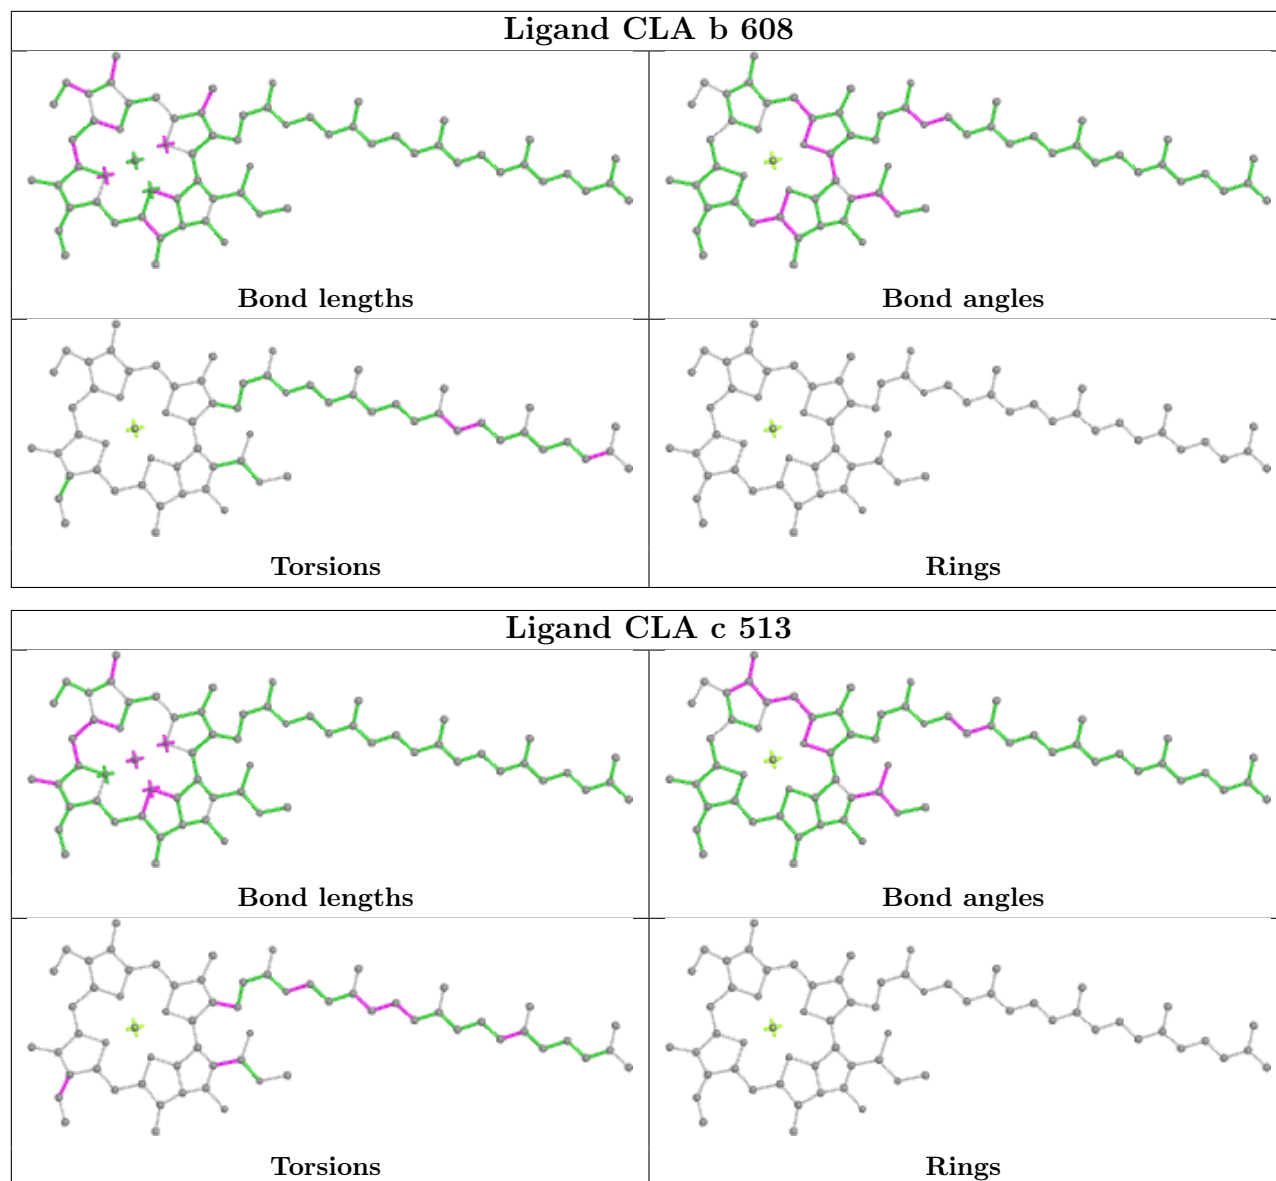 Ligand CLA b 608
Bond lengths
Bond angles
Torsions
Rings
Ligand CLA c 513
Bond lengths
Bond angles
Torsions
Rings